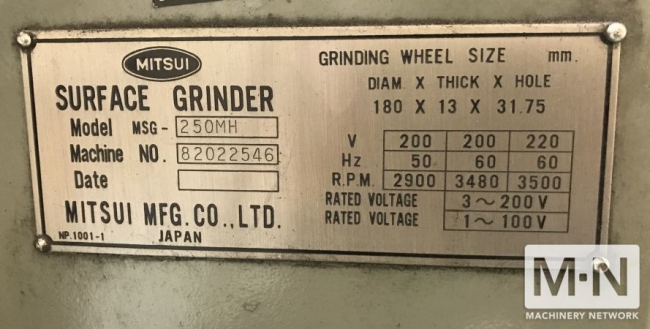 MITSUI
SURFACE GRINDER
Model MSG- 250MH
Machine NO. 82022546
Date
MITSUI MFG.CO.,LTD.
NP.1001-1 JAPAN
GRINDING WHEEL SIZE mm.
DIAM X THICK X HOLE
180 X 13 X 31.75
V 200 200 220
Hz 50 60 60
R.P.M. 2900 3480 3500
RATED VOLTAGE 3~200V
RATED VOLTAGE 1~100V
M·N
MACHINERY NETWORK